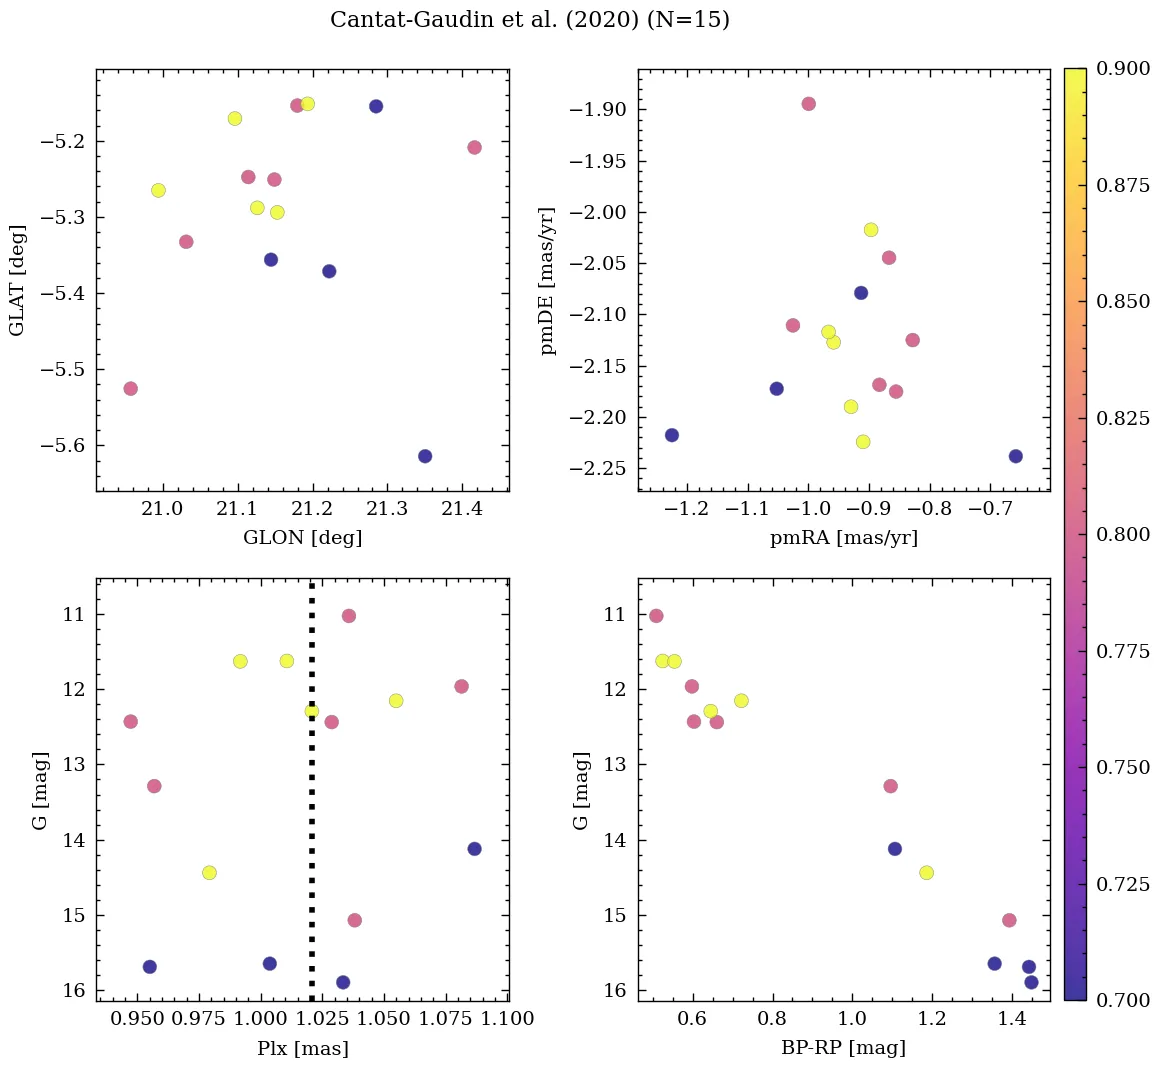 Cantat-Gaudin et al. (2020) (N=15)
GLAT [deg]
−5.2
−5.3
−5.4
−5.5
−5.6
21.0 21.1 21.2 21.3 21.4
GLON [deg]
pmDE [mas/yr]
−1.90
−1.95
−2.00
−2.05
−2.10
−2.15
−2.20
−2.25
−1.2 −1.1 −1.0 −0.9 −0.8 −0.7
pmRA [mas/yr]
G [mag]
11
12
13
14
15
16
0.950 0.975 1.000 1.025 1.050 1.075 1.100
Plx [mas]
G [mag]
11
12
13
14
15
16
0.6 0.8 1.0 1.2 1.4
BP-RP [mag]
0.900
0.875
0.850
0.825
0.800
0.775
0.750
0.725
0.700